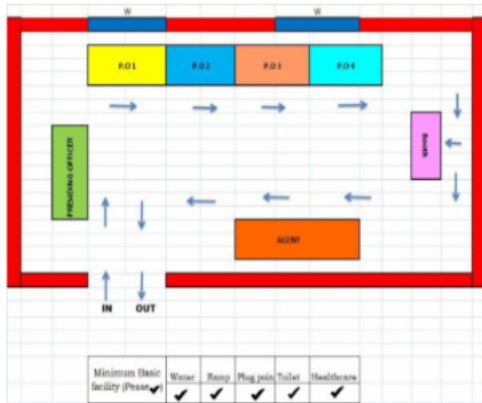 W W
P.O 1 P.O 2 P.O 3 P.O 4
PRESIDING OFFICER
Booth
AGENT
IN OUT
Minimum Basic Water Ramp Plug poin Toilet Healthcare
facility (Pease✔)
✔ ✔ ✔ ✔ ✔